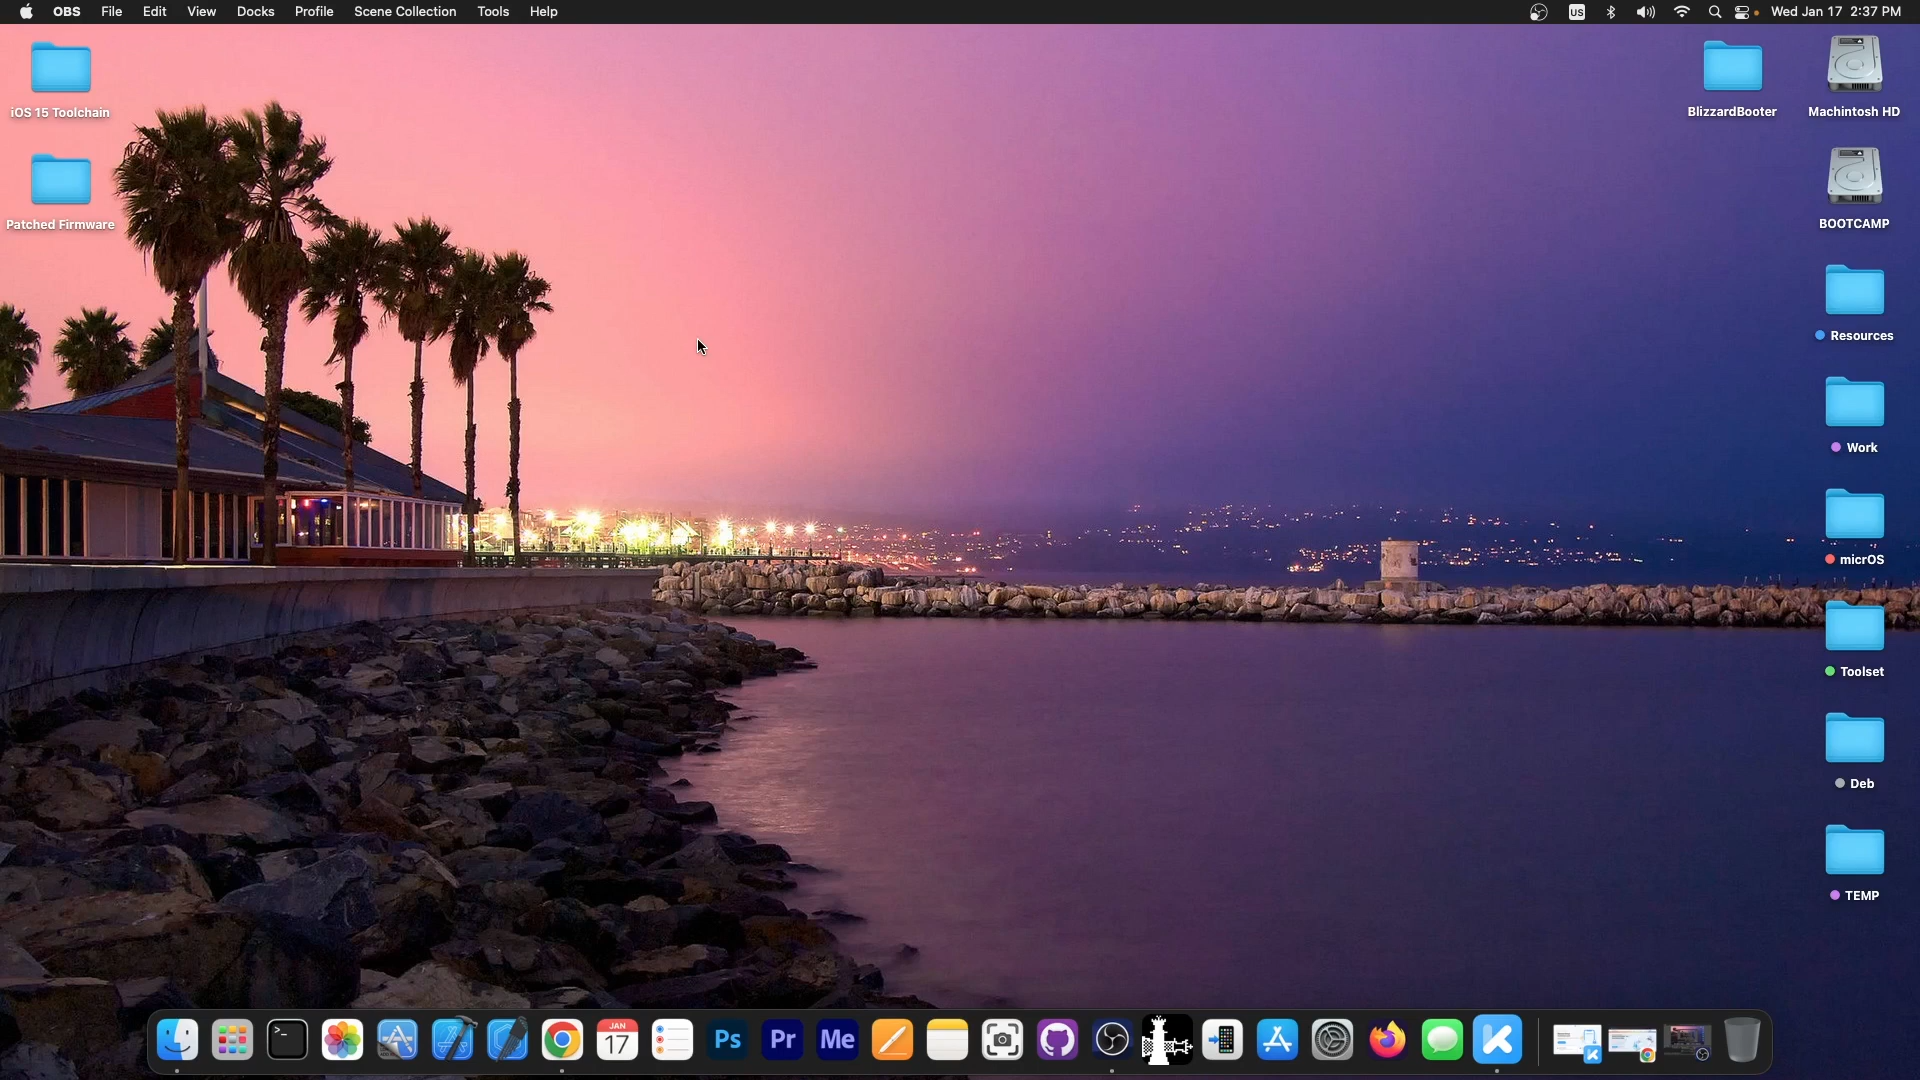 OBS File Edit View Docks Profile Scene Collection Tools Help US Wed Jan 17 2:37 PM
iOS 15 Toolchain
BlizzardBooter
Machintosh HD
Patched Firmware
BOOTCAMP
Resources
Work
micrOS
Toolset
Deb
TEMP
>_
JAN
17
Ps
Pr
Me